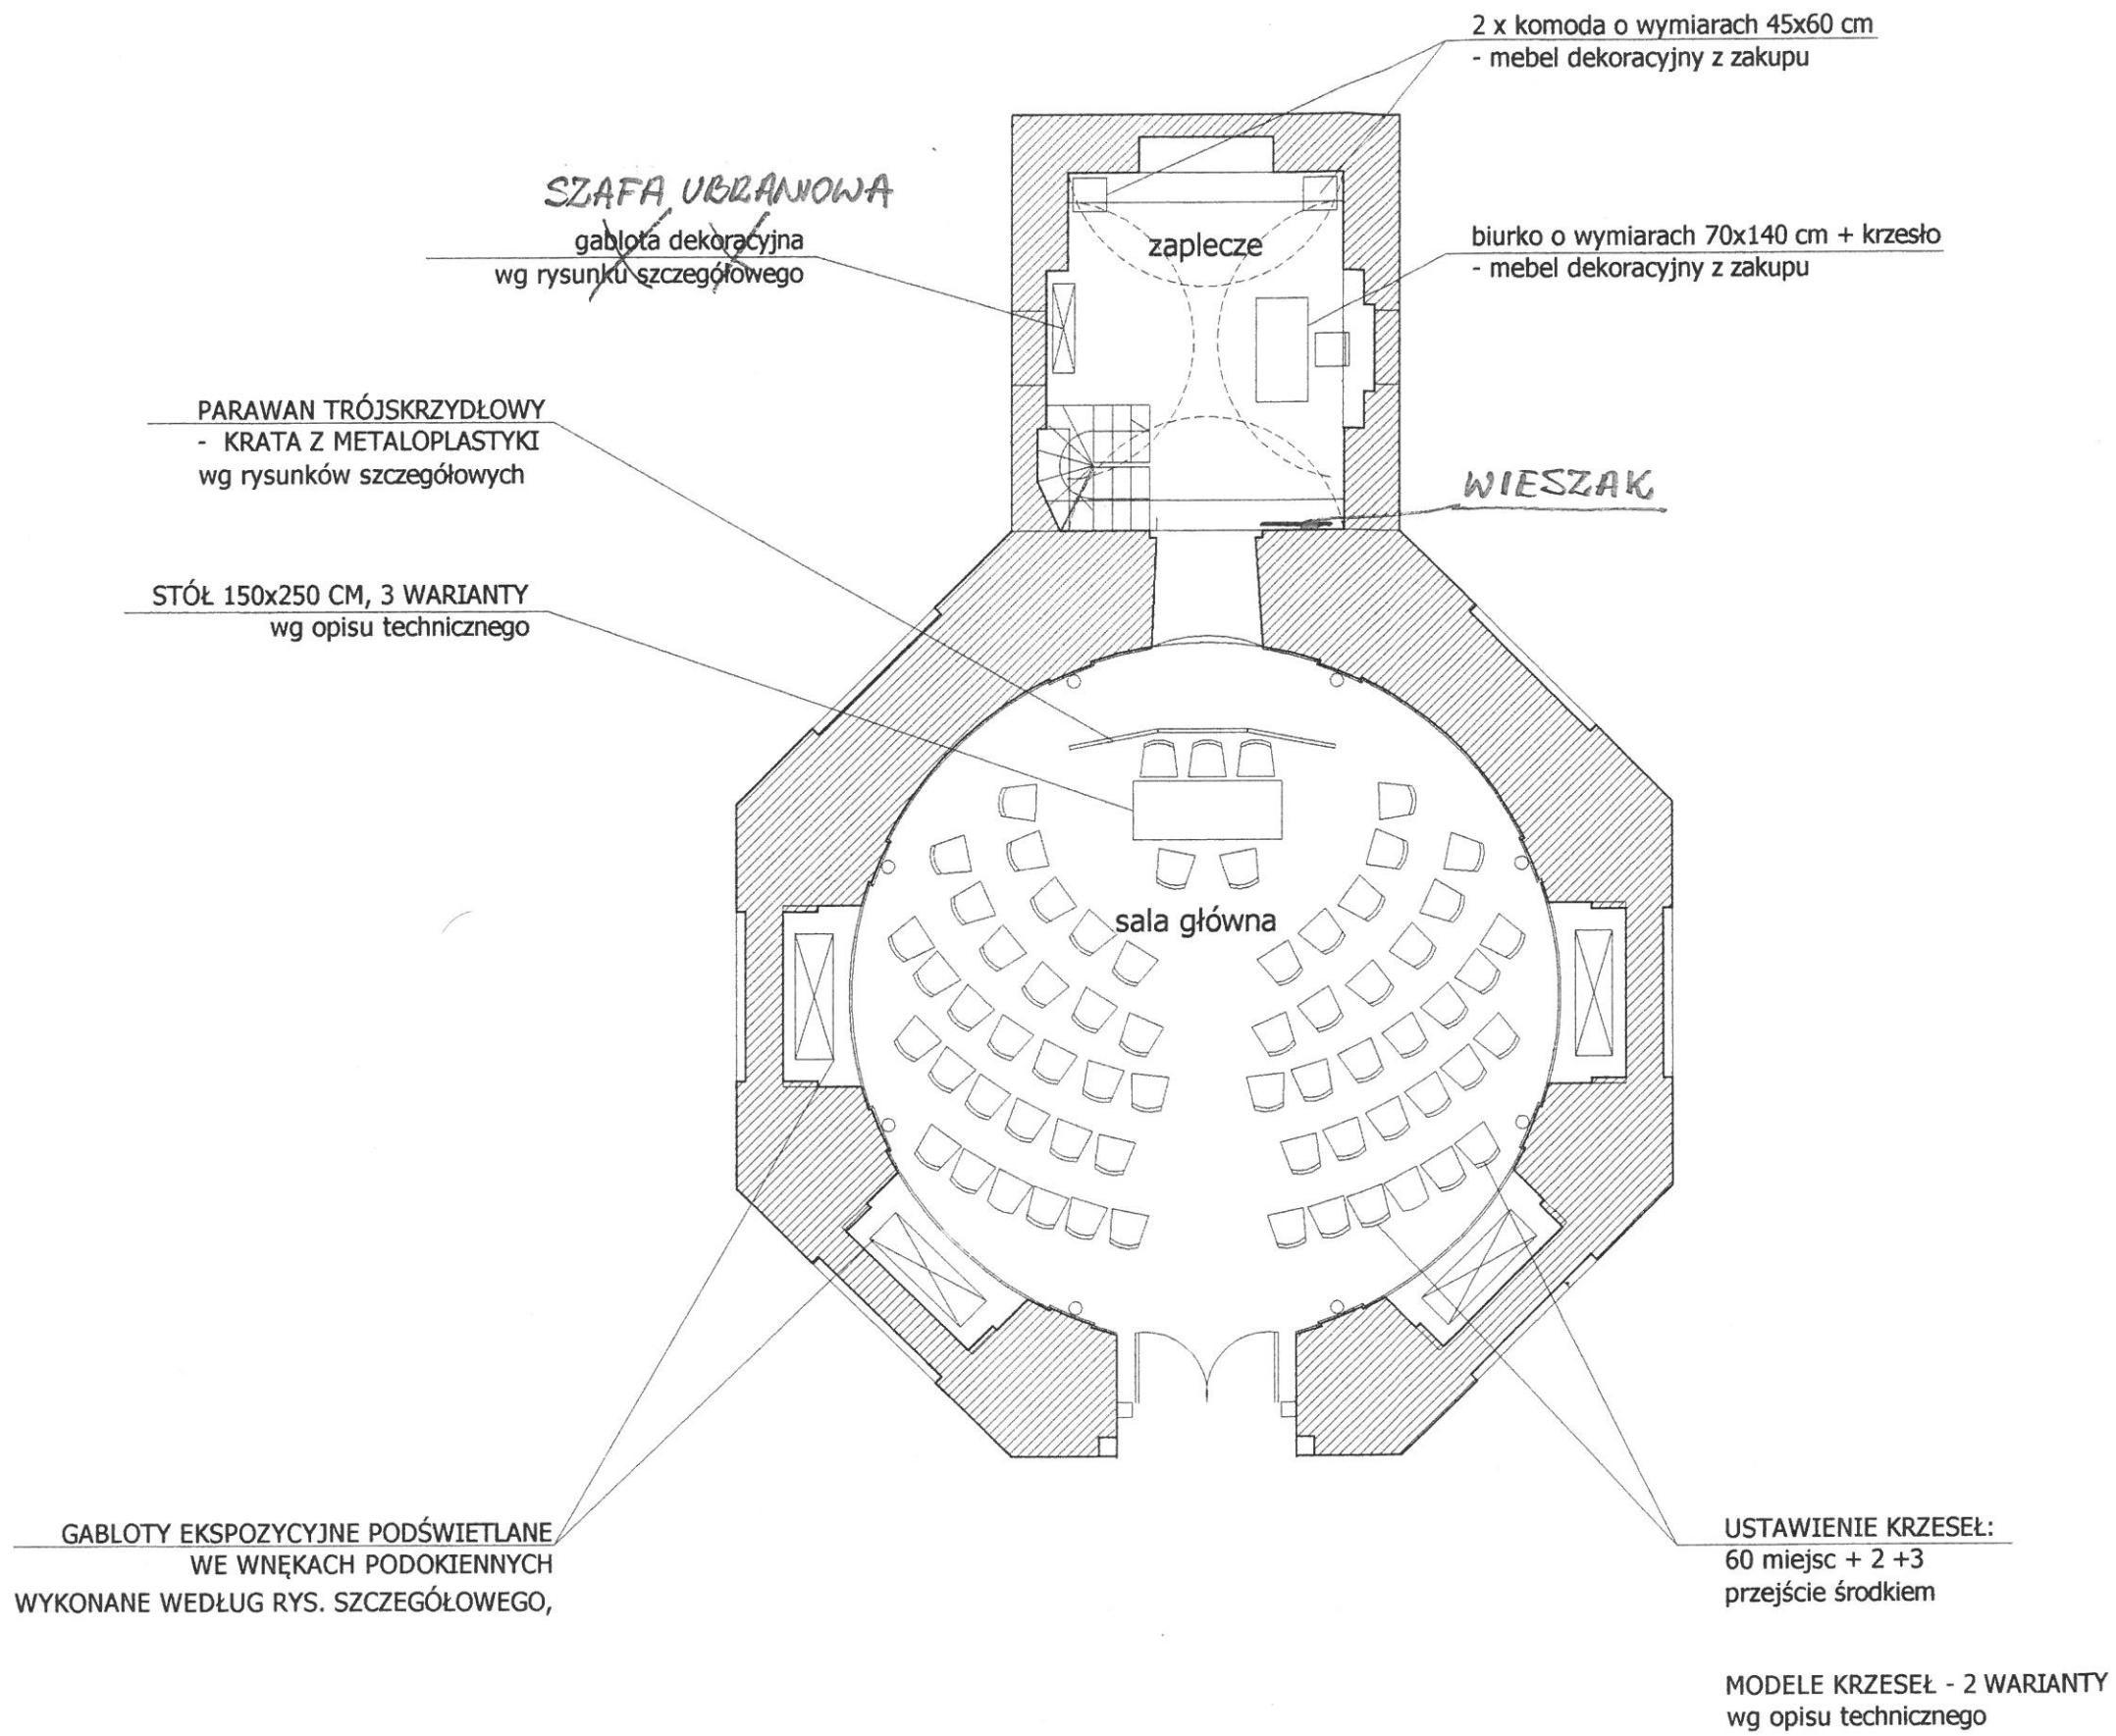 2 x komoda o wymiarach 45x60 cm
- mebel dekoracyjny z zakupu
SZAFA UBRANIOWA
gablota dekoracyjna
wg rysunku szczegółowego
zaplecze
biurko o wymiarach 70x140 cm + krzesło
- mebel dekoracyjny z zakupu
PARAWAN TRÓJSKRZYDŁOWY
- KRATA Z METALOPLASTYKI
wg rysunków szczegółowych
WIESZAK
STÓŁ 150x250 CM, 3 WARIANTY
wg opisu technicznego
sala główna
GABLOTY EKSPOZYCYJNE PODŚWIETLANE
WE WNĘKACH PODOKIENNYCH
WYKONANE WEDŁUG RYS. SZCZEGÓŁOWEGO,
USTAWIENIE KRZESEŁ:
60 miejsc + 2 +3
przejście środkiem
MODELE KRZESEŁ - 2 WARIANTY
wg opisu technicznego